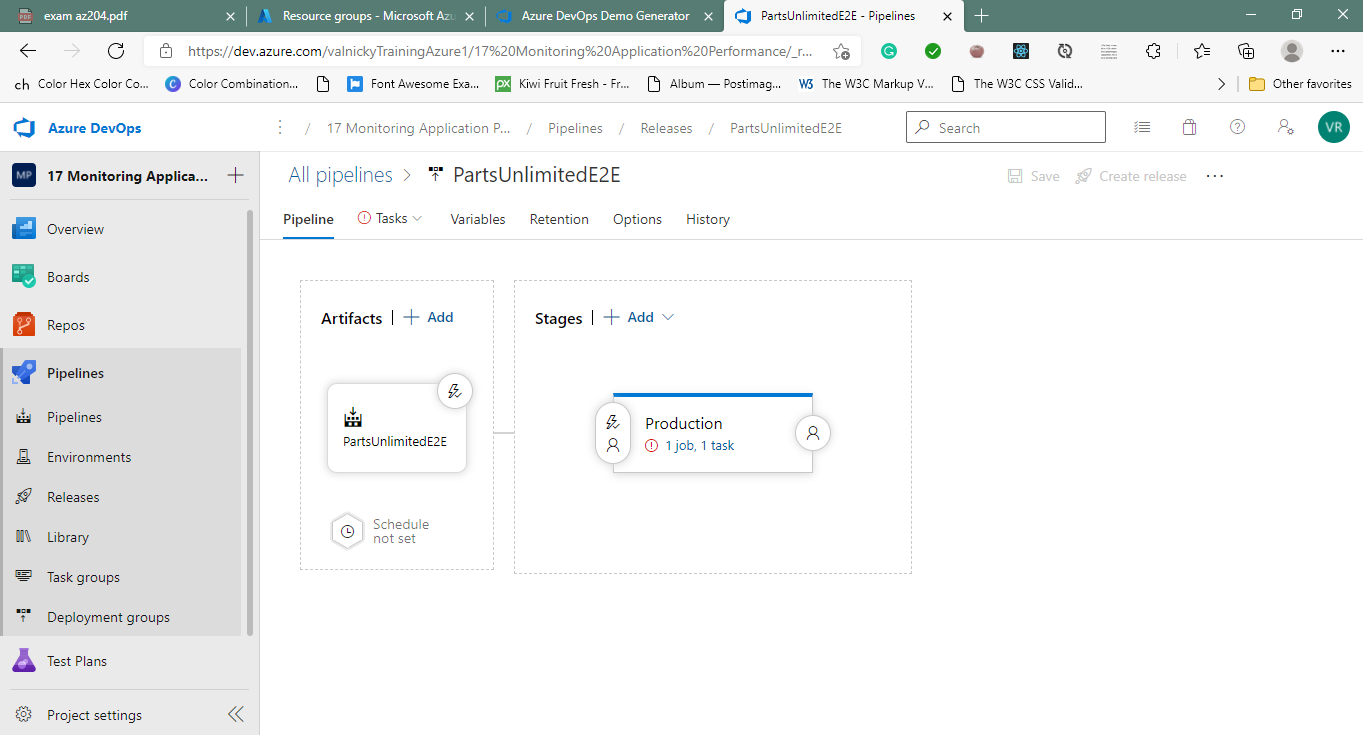 exam az204.pdf
Resource groups - Microsoft Azu
Azure DevOps Demo Generator
PartsUnlimitedE2E - Pipelines
https://dev.azure.com/valnickyTrainingAzure1/17%20Monitoring%20Application%20Performance/_r...
ch Color Hex Color Co...
Color Combination...
Font Awesome Exa...
px Kiwi Fruit Fresh - Fr...
Album — Postimag...
W3 The W3C Markup V...
The W3C CSS Valid...
Other favorites
Azure DevOps
/ 17 Monitoring Application P... / Pipelines / Releases / PartsUnlimitedE2E
Search
VR
MP 17 Monitoring Applica...
Overview
Boards
Repos
Pipelines
Pipelines
Environments
Releases
Library
Task groups
Deployment groups
Test Plans
Project settings
All pipelines > PartsUnlimitedE2E
Save
Create release
Pipeline
Tasks
Variables
Retention
Options
History
Artifacts | + Add
PartsUnlimitedE2E
Schedule
not set
Stages | + Add
Production
1 job, 1 task